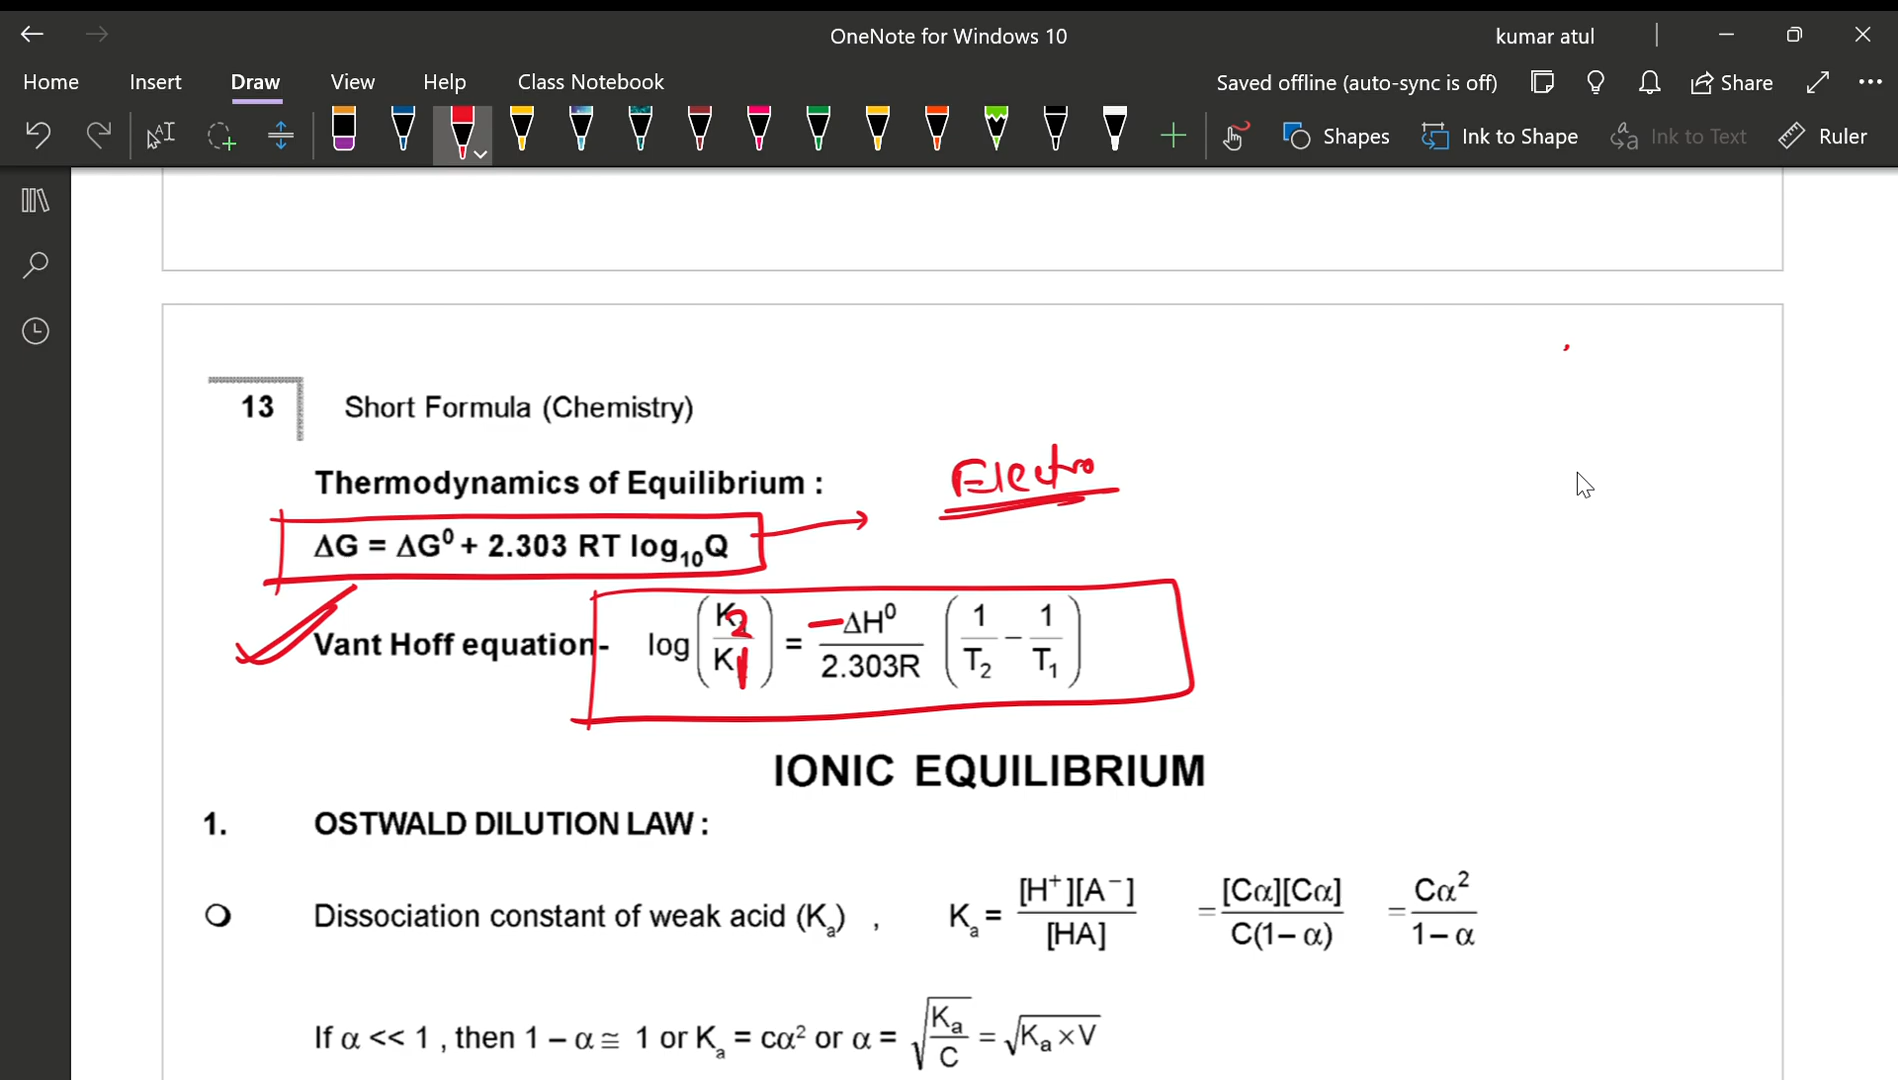 OneNote for Windows 10
kumar atul
Home Insert Draw View Help Class Notebook
Saved offline (auto-sync is off) Share
Shapes Ink to Shape Ink to Text Ruler
13 Short Formula (Chemistry)
Electro
Thermodynamics of Equilibrium :
ΔG = ΔG⁰ + 2.303 RT log₁₀Q
Vant Hoff equation- log (K2/K1) = −ΔH⁰/2.303R (1/T₂ − 1/T₁)
IONIC EQUILIBRIUM
1. OSTWALD DILUTION LAW :
Dissociation constant of weak acid (Kₐ) , Kₐ = [H⁺][A⁻]/[HA] = [Cα][Cα]/C(1− α) = Cα²/1− α
If α << 1 , then 1 – α ≅ 1 or Kₐ = cα² or α = √(Kₐ/C) = √(Kₐ × V)